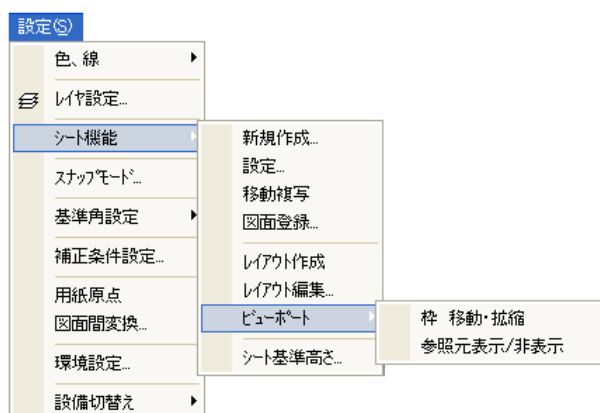 設定(S)
色、線
レイヤ設定...
シート機能
スナップモード...
基準角設定
補正条件設定...
用紙原点
図面間変換...
環境設定...
設備切替え
新規作成...
設定...
移動複写
図面登録...
レイアウト作成
レイアウト編集...
ビューポート
シート基準高さ...
枠 移動・拡縮
参照元表示/非表示